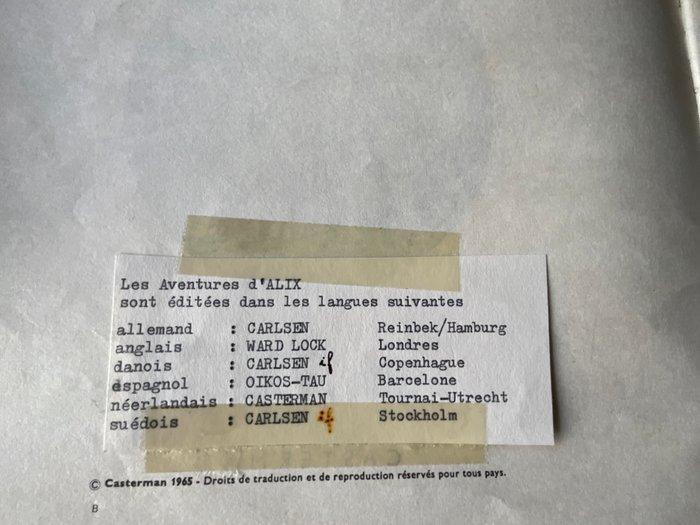 Les Aventures d'ALIX
sont éditées dans les langues suivantes
allemand : CARLSEN Reinbek/Hamburg
anglais : WARD LOCK Londres
danois : CARLSEN if Copenhague
espagnol : OIKOS-TAU Barcelone
néerlandais : CASTERMAN Tournai-Utrecht
suédois : CARLSEN if Stockholm
© Casterman 1965 - Droits de traduction et de reproduction réservés pour tous pays.
B